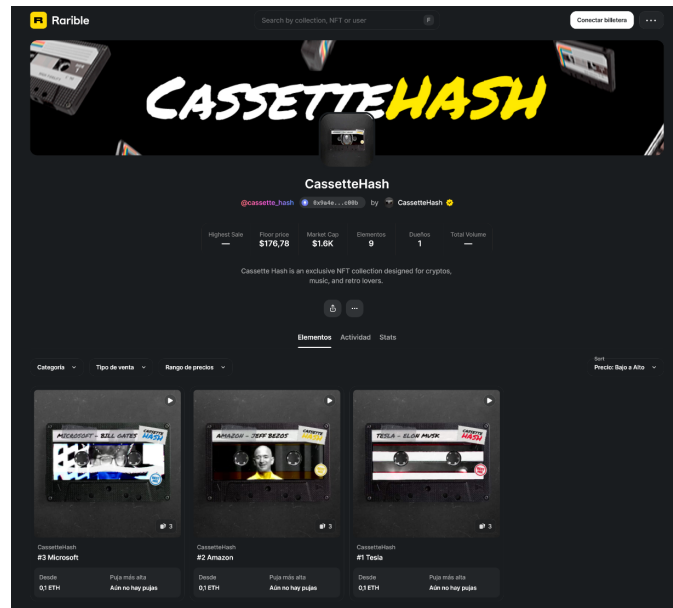 R Rarible
Search by collection, NFT or user F
Conectar billetera
CASSETTEHASH
CassetteHash
@cassette_hash 0x9a4e...c06b by CassetteHash
Highest Sale Floor price Market Cap Elementos Dueños Total Volume
— $176,78 $1.6K 9 1 —
Cassette Hash is an exclusive NFT collection designed for cryptos,
music, and retro lovers.
Elementos Actividad Stats
Sort
Categoría Tipo de venta Rango de precios Precio: Bajo a Alto
MICROSOFT - BILL GATES CASSETTE HASH
3
CassetteHash
#3 Microsoft
Desde Puja más alta
0,1 ETH Aún no hay pujas
AMAZON - JEFF BEZOS CASSETTE HASH
3
CassetteHash
#2 Amazon
Desde Puja más alta
0,1 ETH Aún no hay pujas
TESLA - ELON MUSK CASSETTE HASH
3
CassetteHash
#1 Tesla
Desde Puja más alta
0,1 ETH Aún no hay pujas